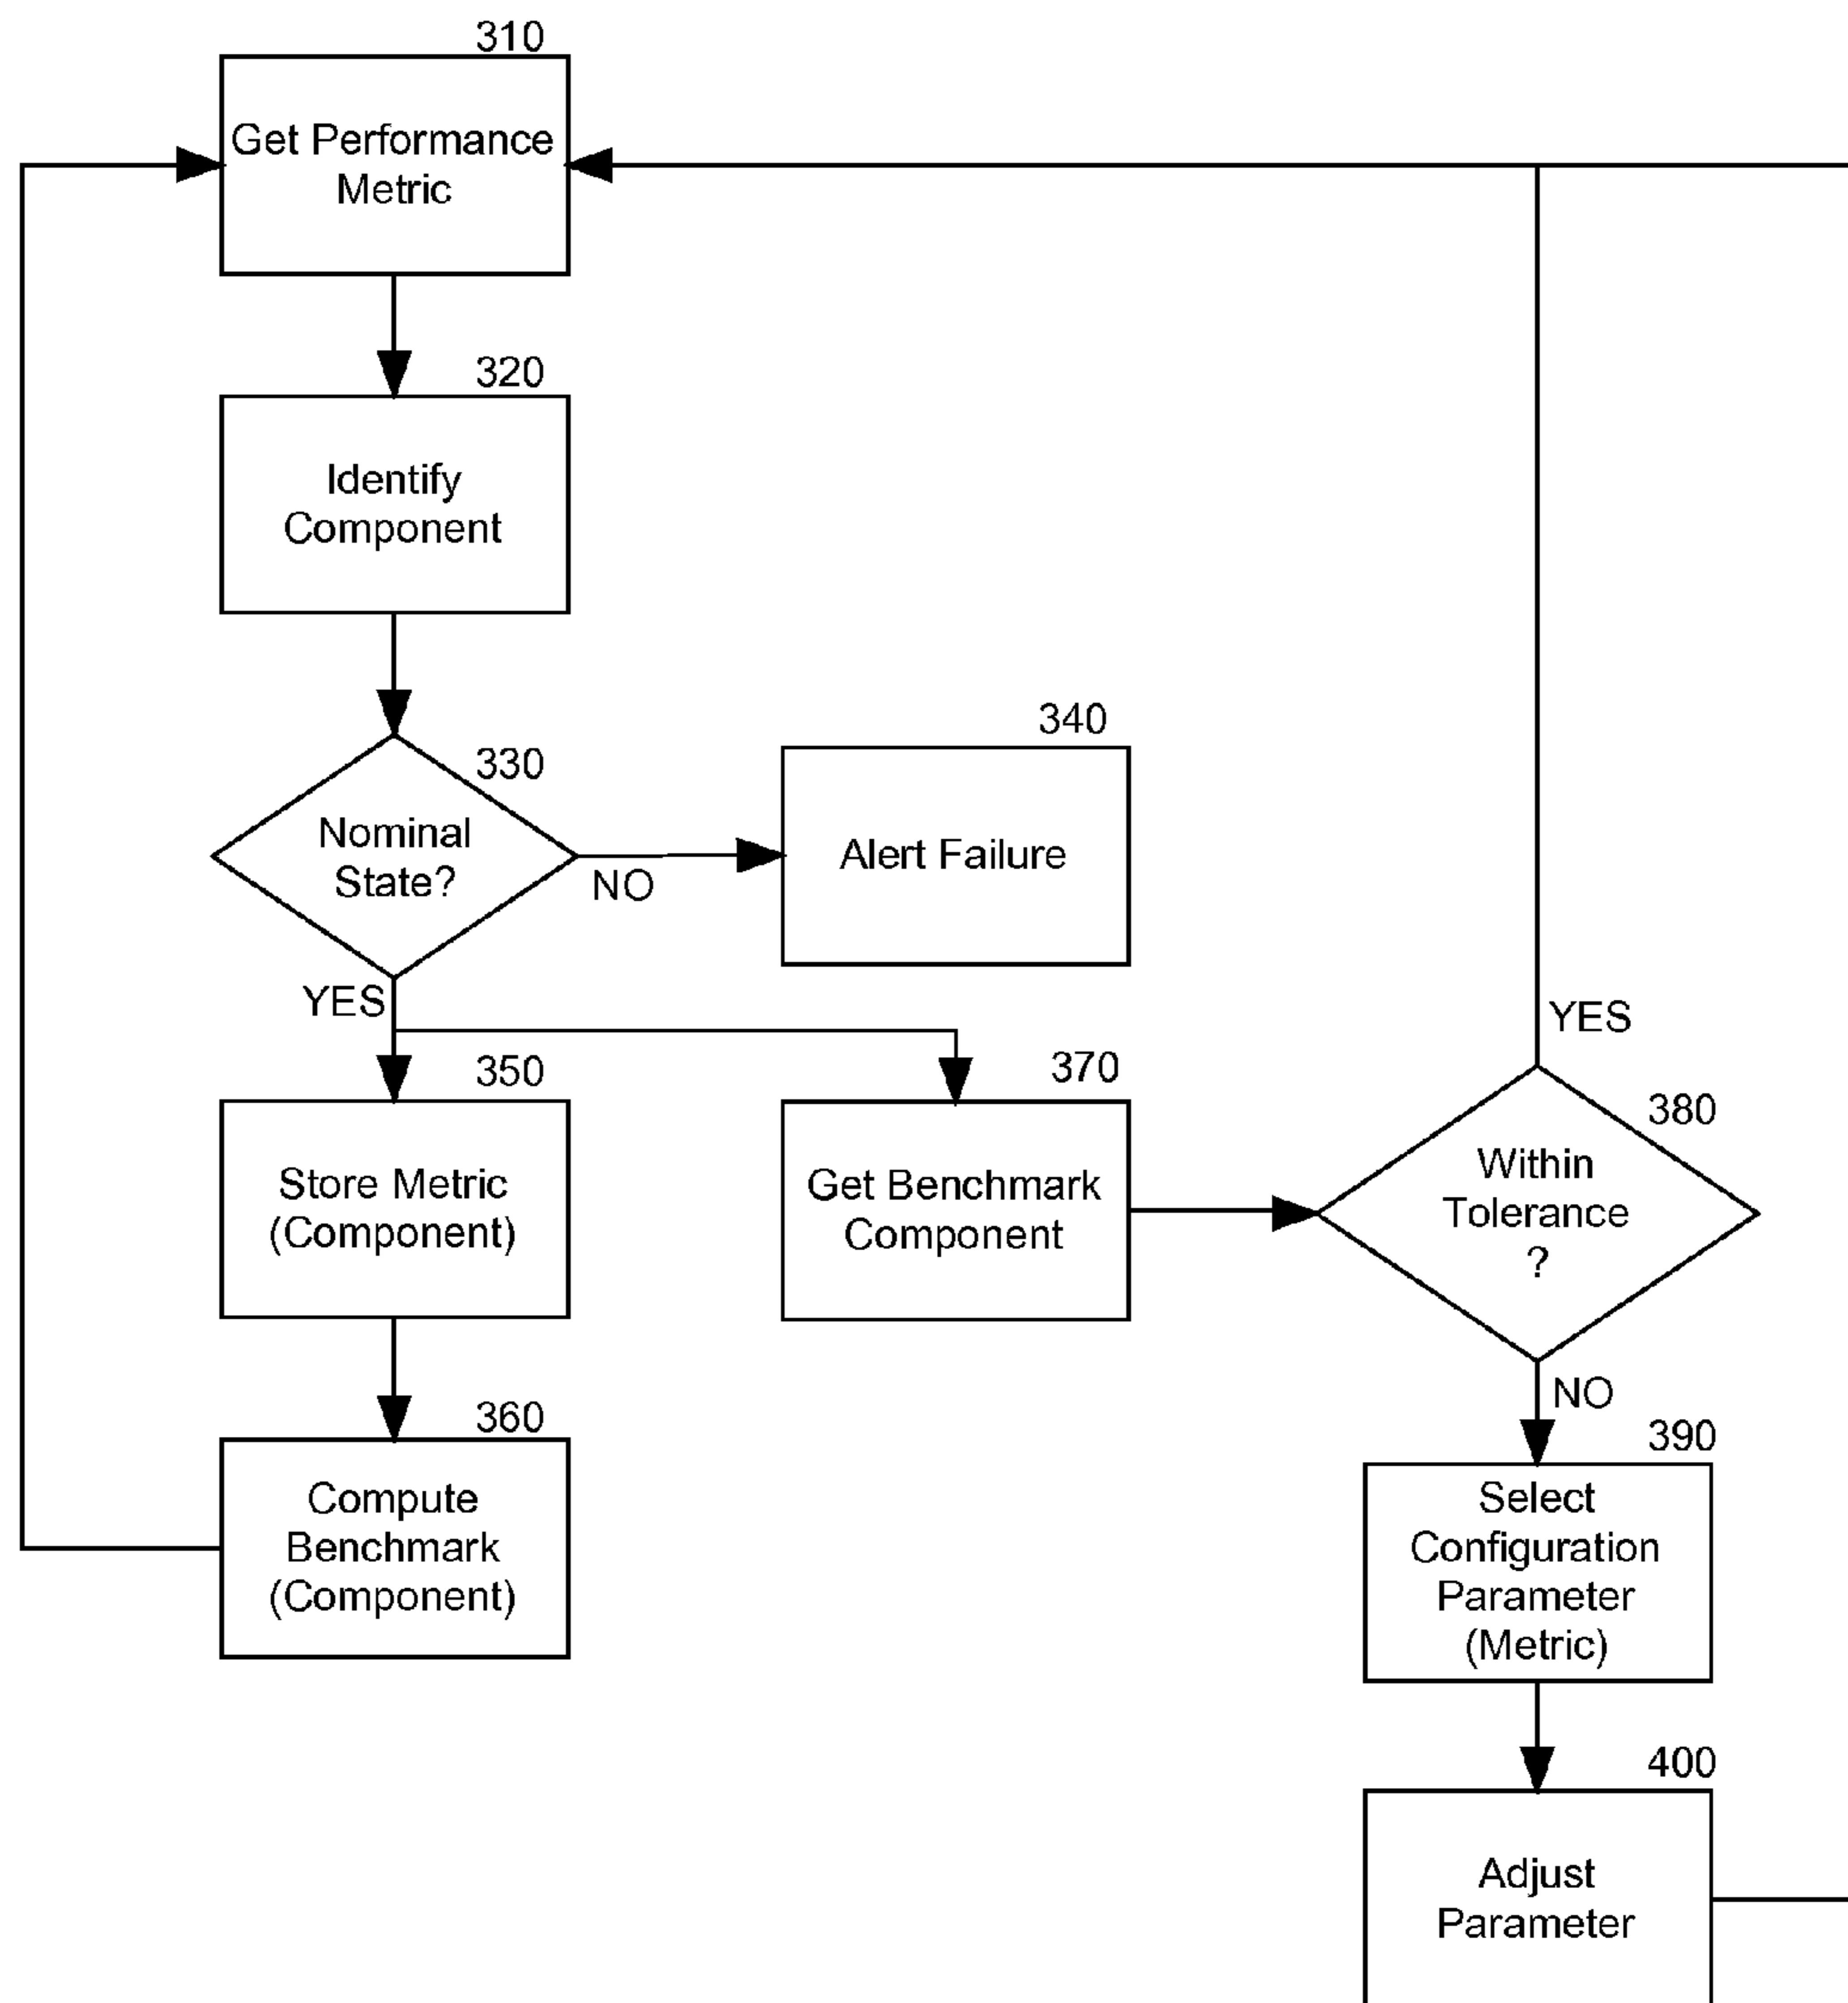 310
Get Performance
Metric
320
Identify
Component
330
Nominal
State?
NO
340
Alert Failure
YES
350
Store Metric
(Component)
360
Compute
Benchmark
(Component)
370
Get Benchmark
Component
YES
380
Within
Tolerance
?
NO
390
Select
Configuration
Parameter
(Metric)
400
Adjust
Parameter